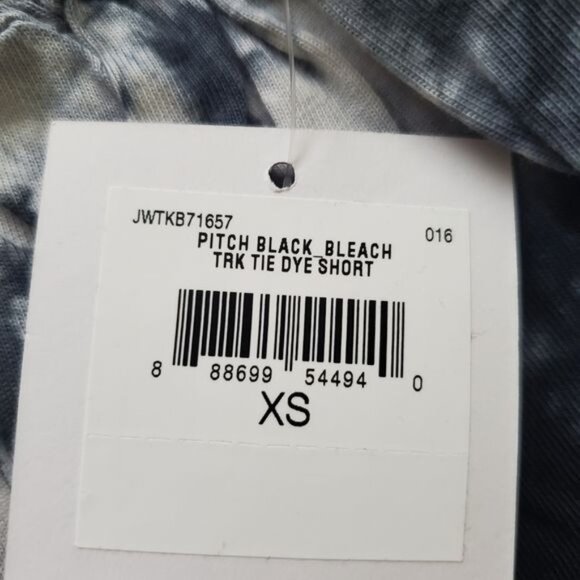 JWTKB71657 016
PITCH BLACK_BLEACH
TRK TIE DYE SHORT
8 88699 54494 0
XS